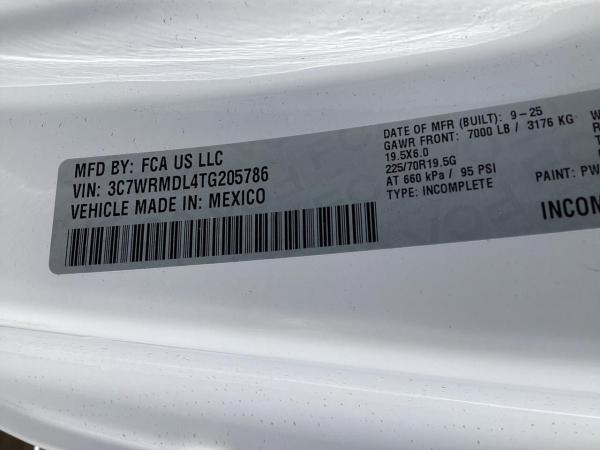 MFD BY: FCA US LLC
VIN: 3C7WRMDL4TG205786
VEHICLE MADE IN: MEXICO
DATE OF MFR (BUILT): 9-25
GAWR FRONT: 7000 LB / 3176 KG
19.5X6.0
225/70R19.5G
AT 660 kPa / 95 PSI
TYPE: INCOMPLETE
PAINT: PW
INCOM